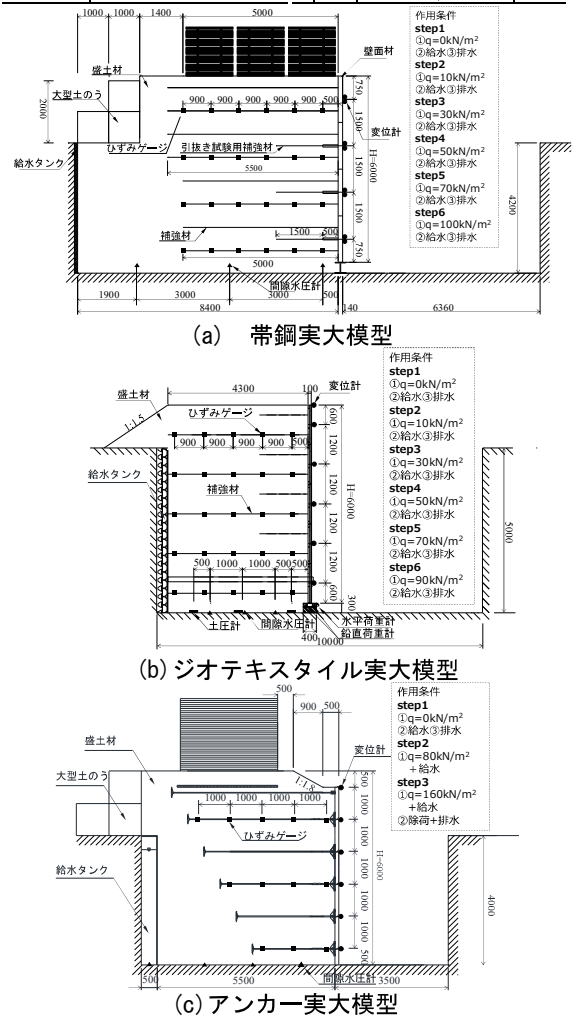 1000 1000 1400 5000
作用条件
step1
①q=0kN/m²
②給水③排水
step2
①q=10kN/m²
②給水③排水
step3
①q=30kN/m²
②給水③排水
step4
①q=50kN/m²
②給水③排水
step5
①q=70kN/m²
②給水③排水
step6
①q=100kN/m²
②給水③排水
壁面材
盛土材
大型土のう
2000
900 900 900 900 500
750
変位計
ひずみゲージ
引抜き試験用補強材
1500
給水タンク
5500
H=6000
1500
4200
1500
補強材
1500 500
750
5000
間隙水圧計
1900 3000 3000 500
8400 140 6360
(a) 帯鋼実大模型
作用条件
step1
①q=0kN/m²
②給水③排水
step2
①q=10kN/m²
②給水③排水
step3
①q=30kN/m²
②給水③排水
step4
①q=50kN/m²
②給水③排水
step5
①q=70kN/m²
②給水③排水
step6
①q=90kN/m²
②給水③排水
4300 100
変位計
盛土材
1:1.5
ひずみゲージ
600
900 900 900 900 500
1200
給水タンク
補強材
1200
H=6000
1200
5000
1200
500 1000 1000 500 500
600
300
土圧計
間隙水圧計
水平荷重計
鉛直荷重計
400
10000
(b) ジオテキスタイル実大模型
作用条件
step1
①q=0kN/m²
②給水③排水
step2
①q=80kN/m²
+給水
step3
①q=160kN/m²
+給水
②除荷+排水
500
900 500
盛土材
変位計
大型土のう
1:1.8
500
1000 1000 1000 1000
1000
ひずみゲージ
1000
H=6000
給水タンク
1000
4000
1000
1000
500
間隙水圧計
500 5500 3500
(c) アンカー実大模型